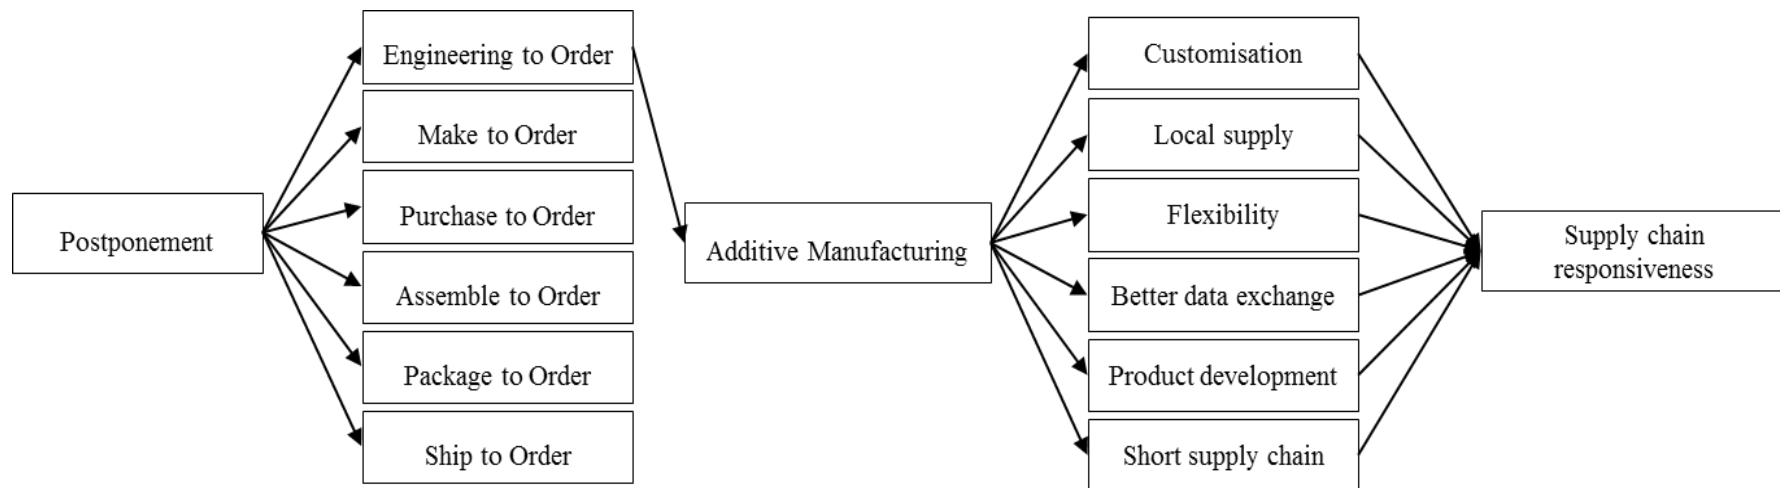 Postponement
Engineering to Order
Make to Order
Purchase to Order
Assemble to Order
Package to Order
Ship to Order
Additive Manufacturing
Customisation
Local supply
Flexibility
Better data exchange
Product development
Short supply chain
Supply chain
responsiveness